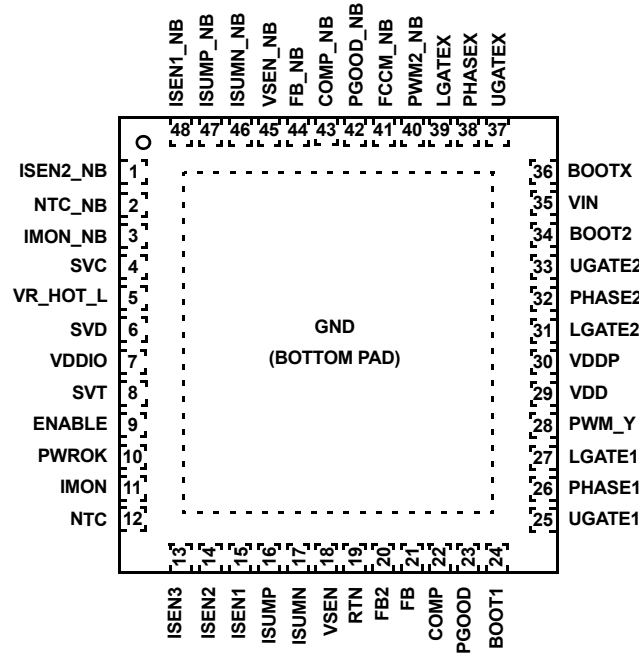 ISEN1_NB
ISUMP_NB
ISUMN_NB
VSEN_NB
FB_NB
COMP_NB
PGOOD_NB
FCCM_NB
PWM2_NB
LGATEX
PHASEX
UGATEX
48 47 46 45 44 43 42 41 40 39 38 37
ISEN2_NB 1
NTC_NB 2
IMON_NB 3
SVC 4
VR_HOT_L 5
SVD 6
VDDIO 7
SVT 8
ENABLE 9
PWROK 10
IMON 11
NTC 12
GND
(BOTTOM PAD)
36 BOOTX
35 VIN
34 BOOT2
33 UGATE2
32 PHASE2
31 LGATE2
30 VDDP
29 VDD
28 PWM_Y
27 LGATE1
26 PHASE1
25 UGATE1
13 14 15 16 17 18 19 20 21 22 23 24
ISEN3
ISEN2
ISEN1
ISUMP
ISUMN
VSEN
RTN
FB2
FB
COMP
PGOOD
BOOT1